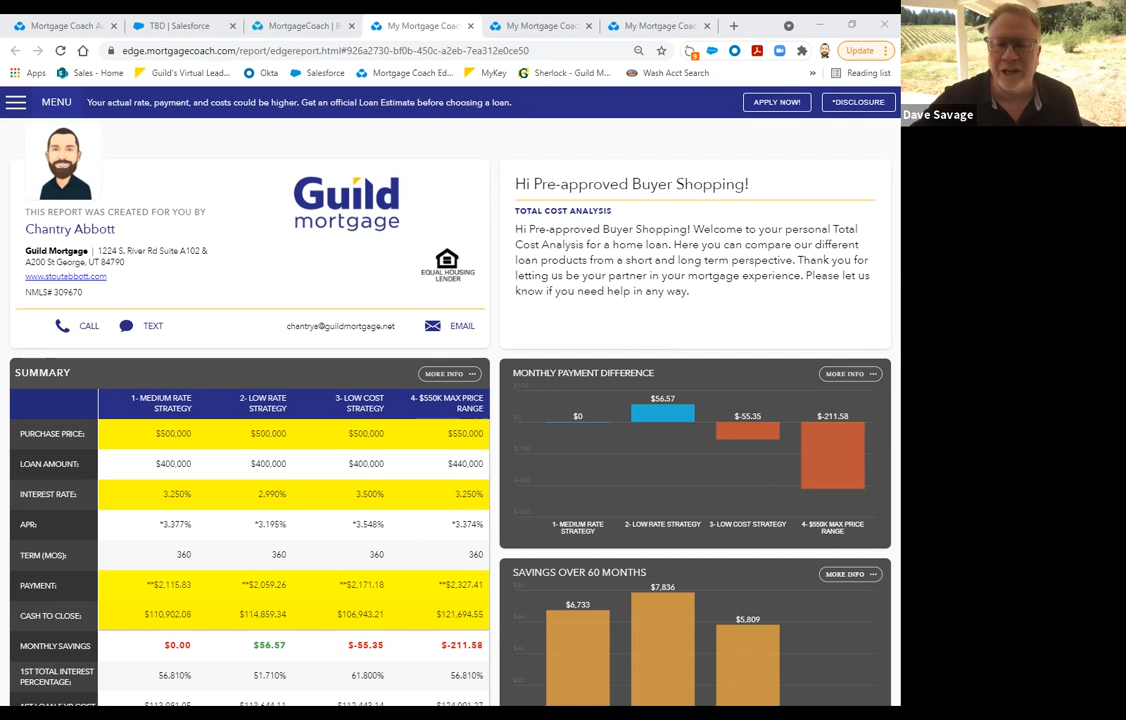 Mortgage Coach Ac
TBD | Salesforce
MortgageCoach | E
My Mortgage Coac
My Mortgage Coac
My Mortgage Coac
edge.mortgagecoach.com/report/edgereport.html#926a2730-bf0b-450c-a2eb-7ea312e0ce50
9
Update
Apps
Sales - Home
Guild's Virtual Lead...
Okta
Salesforce
Mortgage Coach Ed...
MyKey
Sherlock - Guild M...
Wash Acct Search
»
Reading list
MENU
Your actual rate, payment, and costs could be higher. Get an official Loan Estimate before choosing a loan.
APPLY NOW!
*DISCLOSURE
Dave Savage
THIS REPORT WAS CREATED FOR YOU BY
Chantry Abbott
Guild Mortgage | 1224 S. River Rd Suite A102 &
A200 St George, UT 84790
www.stoutabbott.com
NMLS# 309670
Guild
mortgage
EQUAL HOUSING
LENDER
CALL
TEXT
chantrya@guildmortgage.net
EMAIL
Hi Pre-approved Buyer Shopping!
TOTAL COST ANALYSIS
Hi Pre-approved Buyer Shopping! Welcome to your personal Total
Cost Analysis for a home loan. Here you can compare our different
loan products from a short and long term perspective. Thank you for
letting us be your partner in your mortgage experience. Please let us
know if you need help in any way.
SUMMARY
MORE INFO
1- MEDIUM RATE STRATEGY 2- LOW RATE STRATEGY 3- LOW COST STRATEGY 4- $550K MAX PRICE RANGE
PURCHASE PRICE: $500,000 $500,000 $500,000 $550,000
LOAN AMOUNT: $400,000 $400,000 $400,000 $440,000
INTEREST RATE: 3.250% 2.990% 3.500% 3.250%
APR: *3.377% *3.195% *3.548% *3.374%
TERM (MOS): 360 360 360 360
PAYMENT: **$2,115.83 **$2,059.26 **$2,171.18 **$2,327.41
CASH TO CLOSE: $110,902.08 $114,859.34 $106,943.21 $121,694.55
MONTHLY SAVINGS $0.00 $56.57 $-55.35 $-211.58
1ST TOTAL INTEREST PERCENTAGE: 56.810% 51.710% 61.800% 56.810%
MONTHLY PAYMENT DIFFERENCE
MORE INFO
$100
$0
$-100
$-200
$0
$56.57
$-55.35
$-211.58
1- MEDIUM RATE STRATEGY
2- LOW RATE STRATEGY
3- LOW COST STRATEGY
4- $550K MAX PRICE RANGE
SAVINGS OVER 60 MONTHS
MORE INFO
$6,733
$7,836
$5,809